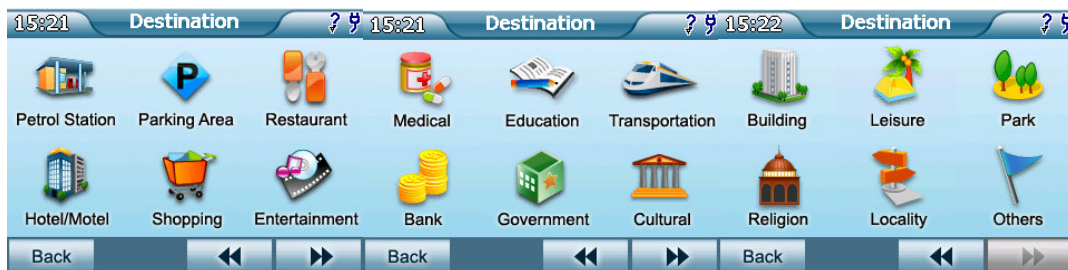 15:21 Destination
Petrol Station Parking Area Restaurant
Hotel/Motel Shopping Entertainment
Back
15:21 Destination
Medical Education Transportation
Bank Government Cultural
Back
15:22 Destination
Building Leisure Park
Religion Locality Others
Back